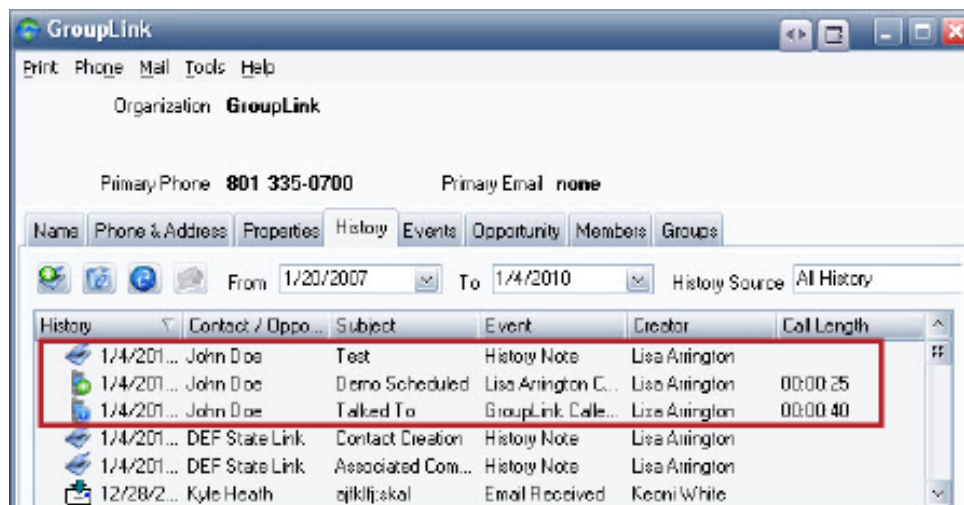 GroupLink
Print Phone Mail Tools Help
Organization GroupLink
Primary Phone 801 335-0700 Primary Email none
Name Phone & Address Properties History Events Opportunity Members Groups
From 1/20/2007 To 1/4/2010 History Source All History
History Contact / Oppo... Subject Event Creator Call Length
1/4/201... John Doe Test History Note Lisa Arrington
1/4/201... John Doe Demo Scheduled Lisa Arrington C... Lisa Arrington 00:00:25
1/4/201... John Doe Talked To GroupLink Calle... Lisa Arrington 00:00:40
1/4/201... DEF State Link Contact Creation History Note Lisa Arrington
1/4/201... DEF State Link Associated Com... History Note Lisa Arrington
12/28/2... Kyle Heath Email Received Keoni White